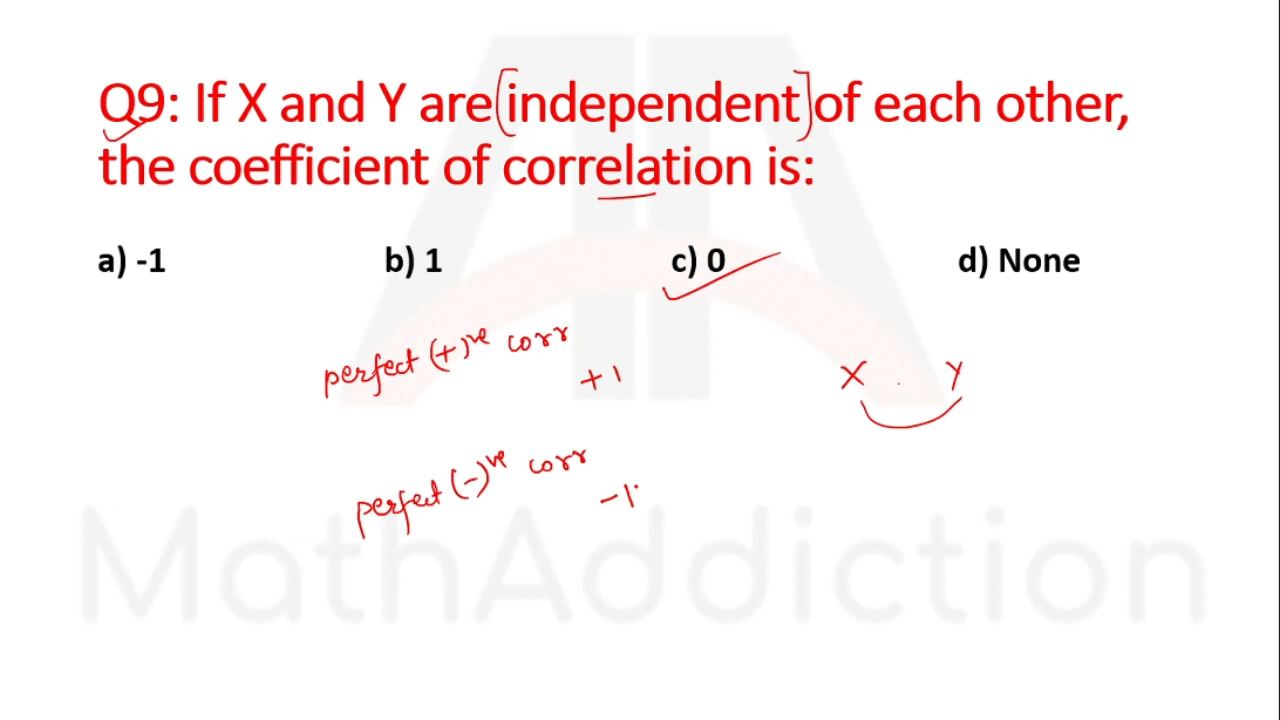 Q9: If X and Y are [independent] of each other,
the coefficient of correlation is:
a) -1 b) 1 c) 0 d) None
perfect (+)ve corr
+1
X . Y
perfect (-)ve corr
-1
MathAddiction